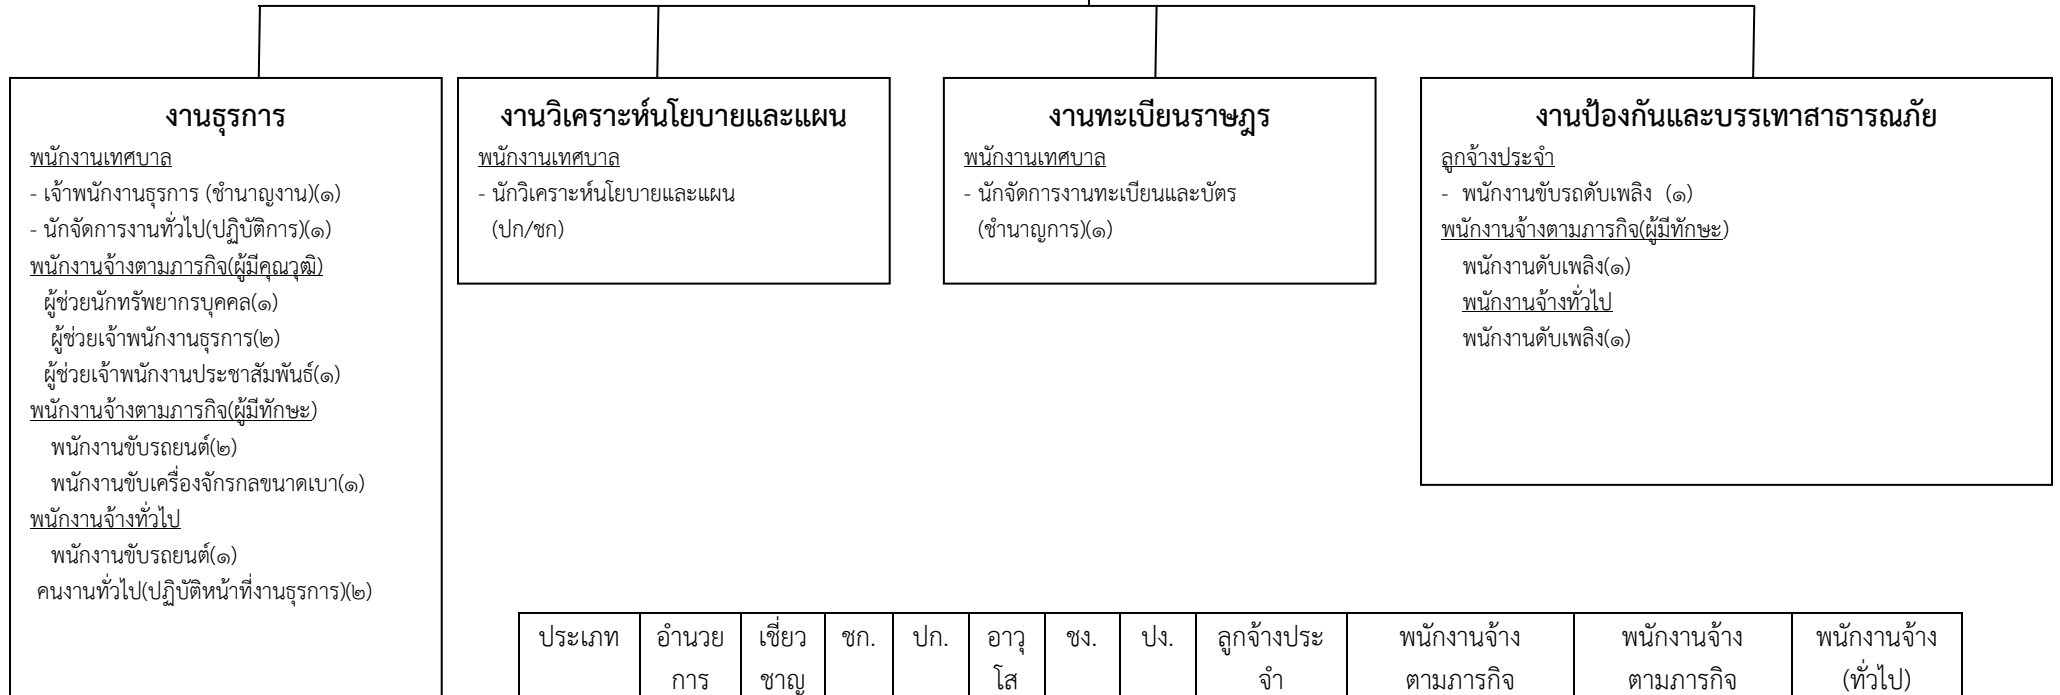 งานธุรการ
พนักงานเทศบาล
- เจ้าพนักงานธุรการ (ชำนาญงาน)(๑)
- นักจัดการงานทั่วไป(ปฏิบัติการ)(๑)
พนักงานจ้างตามภารกิจ(ผู้มีคุณวุฒิ)
ผู้ช่วยนักทรัพยากรบุคคล(๑)
ผู้ช่วยเจ้าพนักงานธุรการ(๒)
ผู้ช่วยเจ้าพนักงานประชาสัมพันธ์(๑)
พนักงานจ้างตามภารกิจ(ผู้มีทักษะ)
พนักงานขับรถยนต์(๒)
พนักงานขับเครื่องจักรกลขนาดเบา(๑)
พนักงานจ้างทั่วไป
พนักงานขับรถยนต์(๑)
คนงานทั่วไป(ปฏิบัติหน้าที่งานธุรการ)(๒)
งานวิเคราะห์นโยบายและแผน
พนักงานเทศบาล
- นักวิเคราะห์นโยบายและแผน
(ปก/ชก)
งานทะเบียนราษฎร
พนักงานเทศบาล
- นักจัดการงานทะเบียนและบัตร
(ชำนาญการ)(๑)
งานป้องกันและบรรเทาสาธารณภัย
ลูกจ้างประจำ
- พนักงานขับรถดับเพลิง (๑)
พนักงานจ้างตามภารกิจ(ผู้มีทักษะ)
พนักงานดับเพลิง(๑)
พนักงานจ้างทั่วไป
พนักงานดับเพลิง(๑)
ประเภท อำนวย เชี่ยว ชก. ปก. อาวุ ชง. ปง. ลูกจ้างประ พนักงานจ้าง พนักงานจ้าง พนักงานจ้าง
การ ชาญ โส จำ ตามภารกิจ ตามภารกิจ (ทั่วไป)